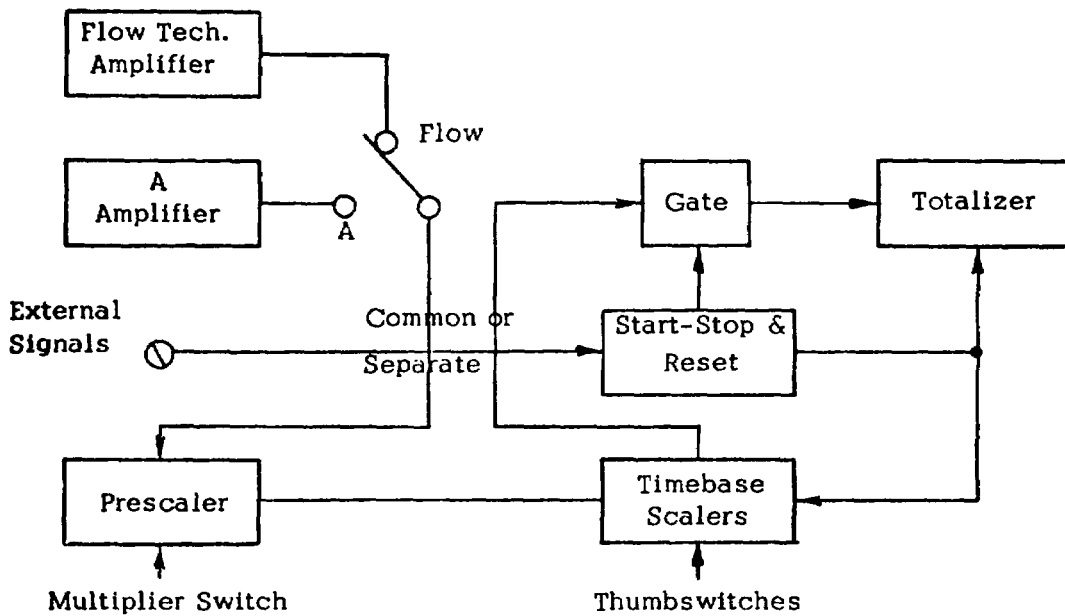 Flow Tech.
Amplifier
Flow
A
Amplifier
A
Gate
Totalizer
External
Signals
Common or
Separate
Start-Stop &
Reset
Prescaler
Timebase
Scalers
Multiplier Switch
Thumbswitches